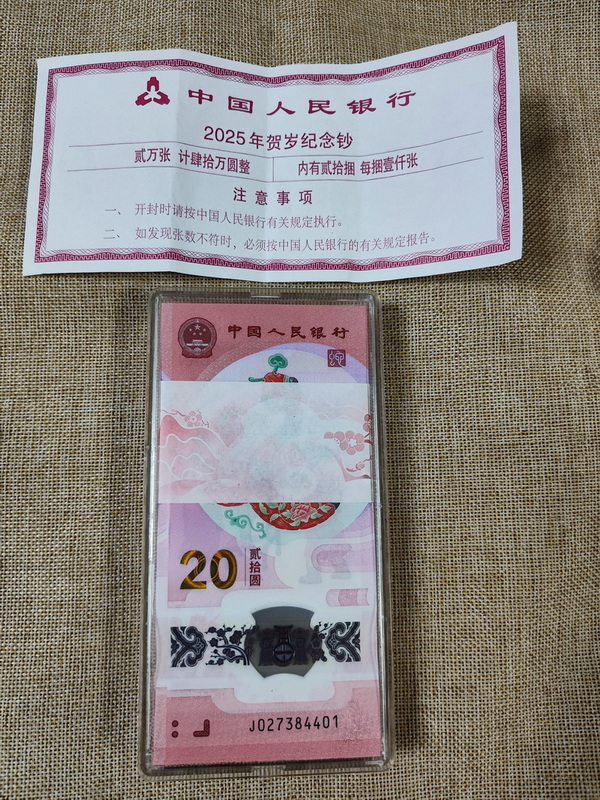 中国人民银行
2025年贺岁纪念钞
贰万张 计肆拾万圆整 内有贰拾捆 每捆壹仟张
注意事项
一、 开封时请按中国人民银行有关规定执行。
二、 如发现张数不符时，必须按中国人民银行的有关规定报告。
中国人民银行
20
贰拾圆
J027384401